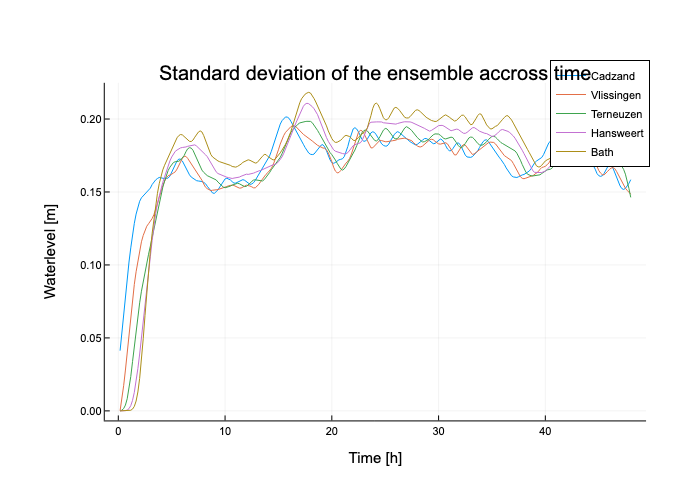 Standard deviation of the ensemble accross time
Cadzand
Vlissingen
Terneuzen
Hansweert
Bath
Waterlevel [m]
0.20
0.15
0.10
0.05
0.00
0
10
20
30
40
Time [h]